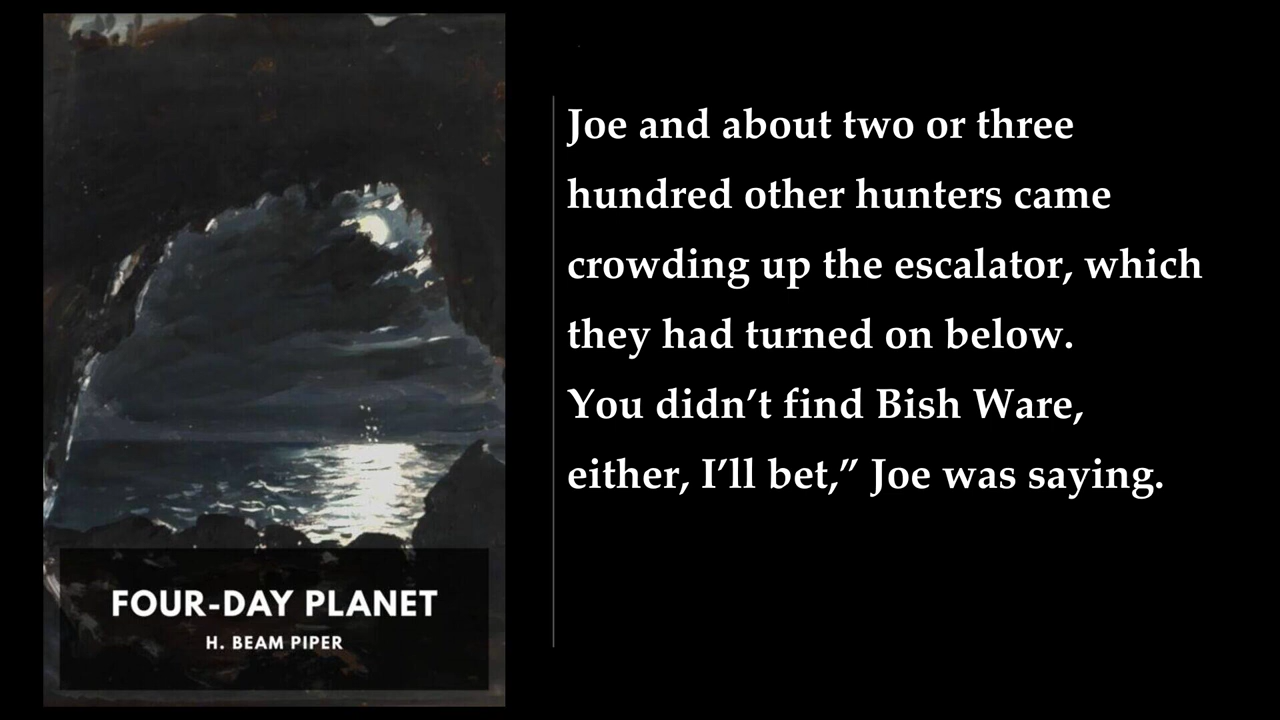 FOUR-DAY PLANET
H. BEAM PIPER
Joe and about two or three
hundred other hunters came
crowding up the escalator, which
they had turned on below.
You didn’t find Bish Ware,
either, I’ll bet,” Joe was saying.